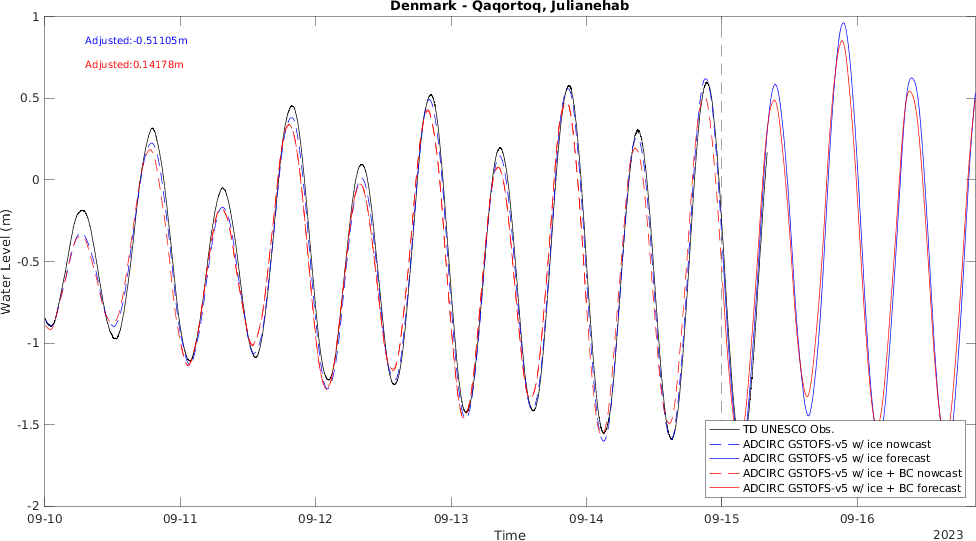 Denmark - Qaqortoq, Julianehab
Adjusted:-0.51105m
Adjusted:0.14178m
Water Level (m)
1
0.5
0
-0.5
-1
-1.5
-2
TD UNESCO Obs.
ADCIRC GSTOFS-v5 w/ ice nowcast
ADCIRC GSTOFS-v5 w/ ice forecast
ADCIRC GSTOFS-v5 w/ ice + BC nowcast
ADCIRC GSTOFS-v5 w/ ice + BC forecast
09-10 09-11 09-12 09-13 09-14 09-15 09-16
Time
2023